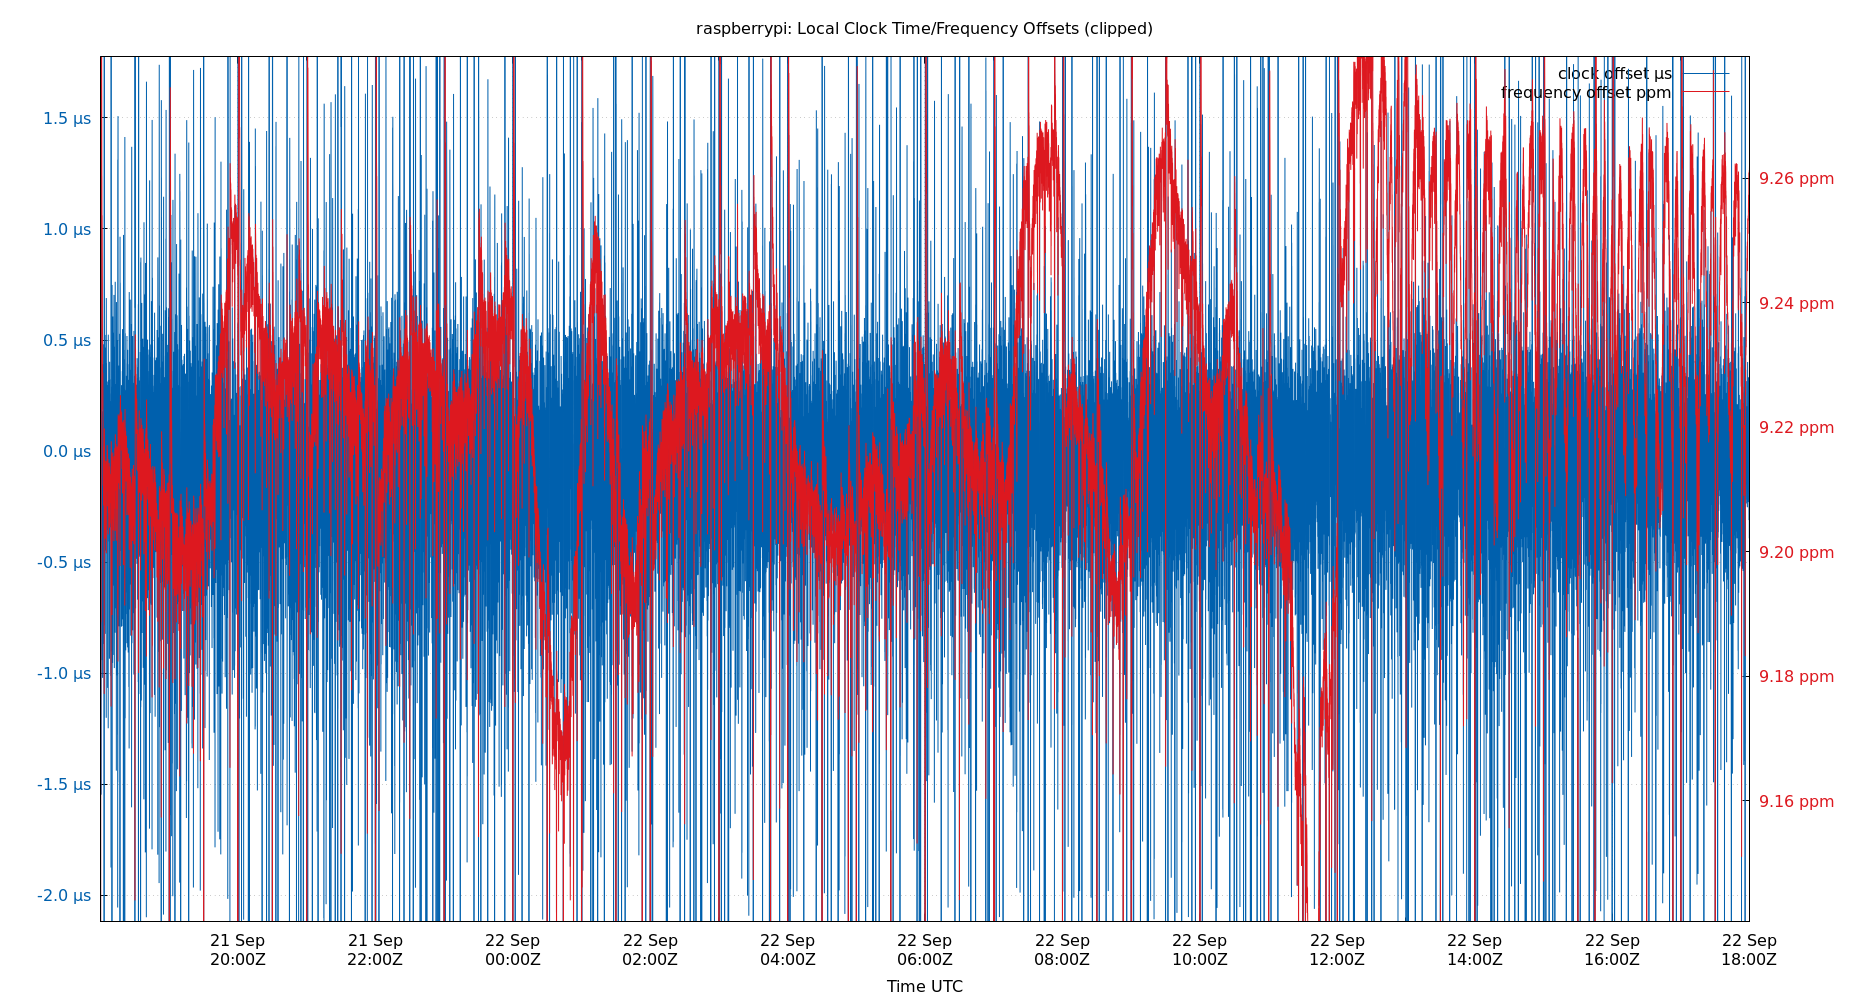 raspberrypi: Local Clock Time/Frequency Offsets (clipped)
clock offset µs
frequency offset ppm
1.5 µs
1.0 µs
0.5 µs
0.0 µs
-0.5 µs
-1.0 µs
-1.5 µs
-2.0 µs
9.26 ppm
9.24 ppm
9.22 ppm
9.20 ppm
9.18 ppm
9.16 ppm
21 Sep 21 Sep 22 Sep 22 Sep 22 Sep 22 Sep 22 Sep 22 Sep 22 Sep 22 Sep 22 Sep 22 Sep
20:00Z 22:00Z 00:00Z 02:00Z 04:00Z 06:00Z 08:00Z 10:00Z 12:00Z 14:00Z 16:00Z 18:00Z
Time UTC